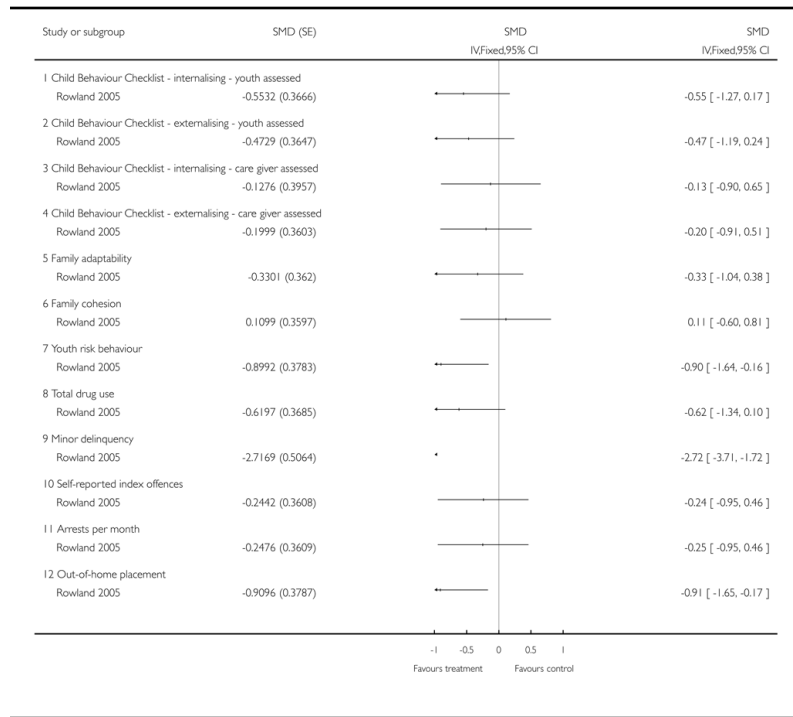 Study or subgroup SMD (SE) SMD SMD
IV,Fixed,95% CI IV,Fixed,95% CI
1 Child Behaviour Checklist - internalising - youth assessed
Rowland 2005 -0.5532 (0.3666) -0.55 [ -1.27, 0.17 ]
2 Child Behaviour Checklist - externalising - youth assessed
Rowland 2005 -0.4729 (0.3647) -0.47 [ -1.19, 0.24 ]
3 Child Behaviour Checklist - internalising - care giver assessed
Rowland 2005 -0.1276 (0.3957) -0.13 [ -0.90, 0.65 ]
4 Child Behaviour Checklist - externalising - care giver assessed
Rowland 2005 -0.1999 (0.3603) -0.20 [ -0.91, 0.51 ]
5 Family adaptability
Rowland 2005 -0.3301 (0.362) -0.33 [ -1.04, 0.38 ]
6 Family cohesion
Rowland 2005 0.1099 (0.3597) 0.11 [ -0.60, 0.81 ]
7 Youth risk behaviour
Rowland 2005 -0.8992 (0.3783) -0.90 [ -1.64, -0.16 ]
8 Total drug use
Rowland 2005 -0.6197 (0.3685) -0.62 [ -1.34, 0.10 ]
9 Minor delinquency
Rowland 2005 -2.7169 (0.5064) -2.72 [ -3.71, -1.72 ]
10 Self-reported index offences
Rowland 2005 -0.2442 (0.3608) -0.24 [ -0.95, 0.46 ]
11 Arrests per month
Rowland 2005 -0.2476 (0.3609) -0.25 [ -0.95, 0.46 ]
12 Out-of-home placement
Rowland 2005 -0.9096 (0.3787) -0.91 [ -1.65, -0.17 ]
-1 -0.5 0 0.5 1
Favours treatment Favours control